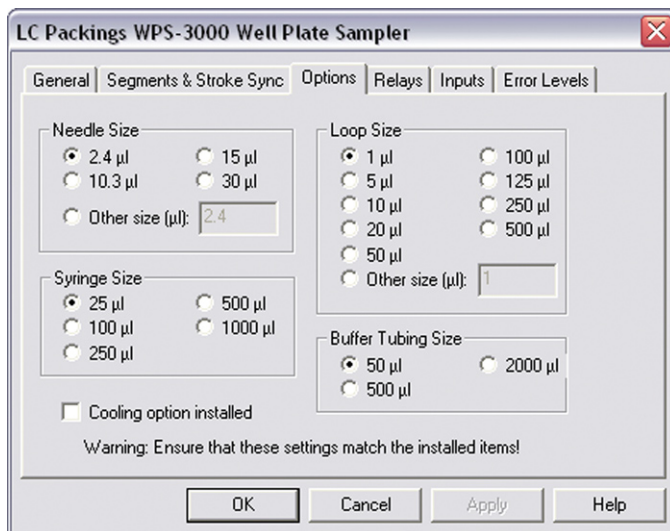 LC Packings WPS-3000 Well Plate Sampler
General Segments & Stroke Sync Options Relays Inputs Error Levels
Needle Size
2.4 µl 15 µl
10.3 µl 30 µl
Other size (µl): 2.4
Syringe Size
25 µl 500 µl
100 µl 1000 µl
250 µl
Cooling option installed
Loop Size
1 µl 100 µl
5 µl 125 µl
10 µl 250 µl
20 µl 500 µl
50 µl
Other size (µl): 1
Buffer Tubing Size
50 µl 2000 µl
500 µl
Warning: Ensure that these settings match the installed items!
OK Cancel Apply Help